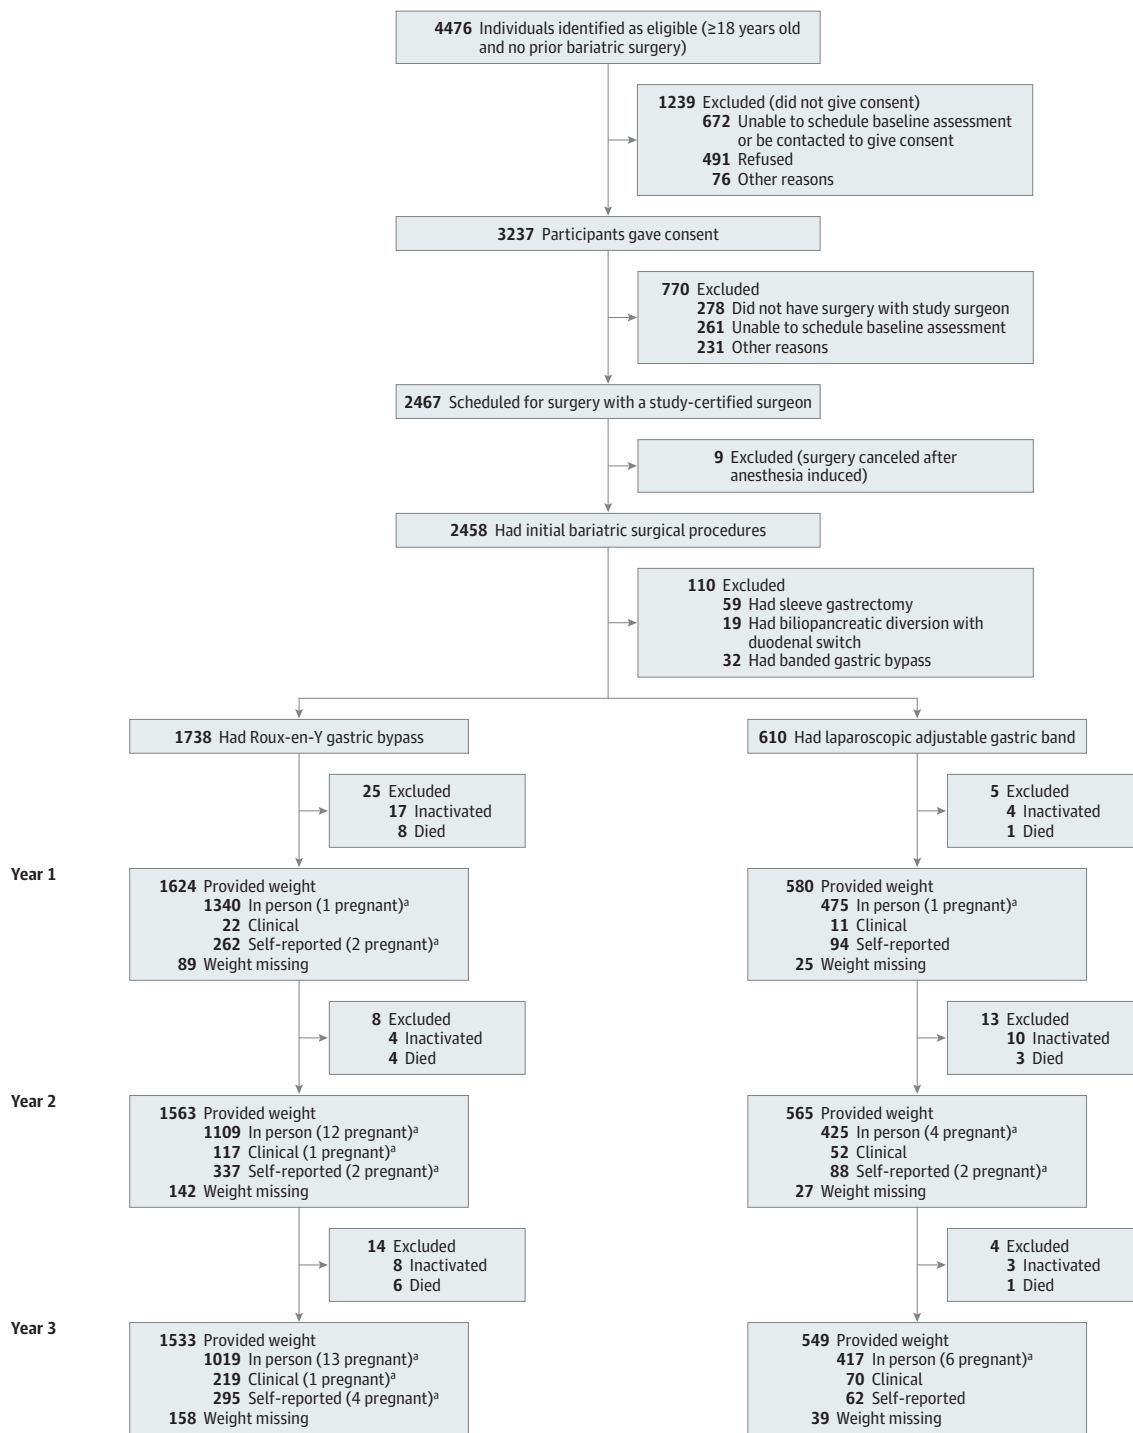 4476 Individuals identified as eligible (≥18 years old
and no prior bariatric surgery)
1239 Excluded (did not give consent)
672 Unable to schedule baseline assessment
or be contacted to give consent
491 Refused
76 Other reasons
3237 Participants gave consent
770 Excluded
278 Did not have surgery with study surgeon
261 Unable to schedule baseline assessment
231 Other reasons
2467 Scheduled for surgery with a study-certified surgeon
9 Excluded (surgery canceled after
anesthesia induced)
2458 Had initial bariatric surgical procedures
110 Excluded
59 Had sleeve gastrectomy
19 Had biliopancreatic diversion with
duodenal switch
32 Had banded gastric bypass
1738 Had Roux-en-Y gastric bypass
610 Had laparoscopic adjustable gastric band
25 Excluded
17 Inactivated
8 Died
5 Excluded
4 Inactivated
1 Died
Year 1
1624 Provided weight
1340 In person (1 pregnant)a
22 Clinical
262 Self-reported (2 pregnant)a
89 Weight missing
580 Provided weight
475 In person (1 pregnant)a
11 Clinical
94 Self-reported
25 Weight missing
8 Excluded
4 Inactivated
4 Died
13 Excluded
10 Inactivated
3 Died
Year 2
1563 Provided weight
1109 In person (12 pregnant)a
117 Clinical (1 pregnant)a
337 Self-reported (2 pregnant)a
142 Weight missing
565 Provided weight
425 In person (4 pregnant)a
52 Clinical
88 Self-reported (2 pregnant)a
27 Weight missing
14 Excluded
8 Inactivated
6 Died
4 Excluded
3 Inactivated
1 Died
Year 3
1533 Provided weight
1019 In person (13 pregnant)a
219 Clinical (1 pregnant)a
295 Self-reported (4 pregnant)a
158 Weight missing
549 Provided weight
417 In person (6 pregnant)a
70 Clinical
62 Self-reported
39 Weight missing